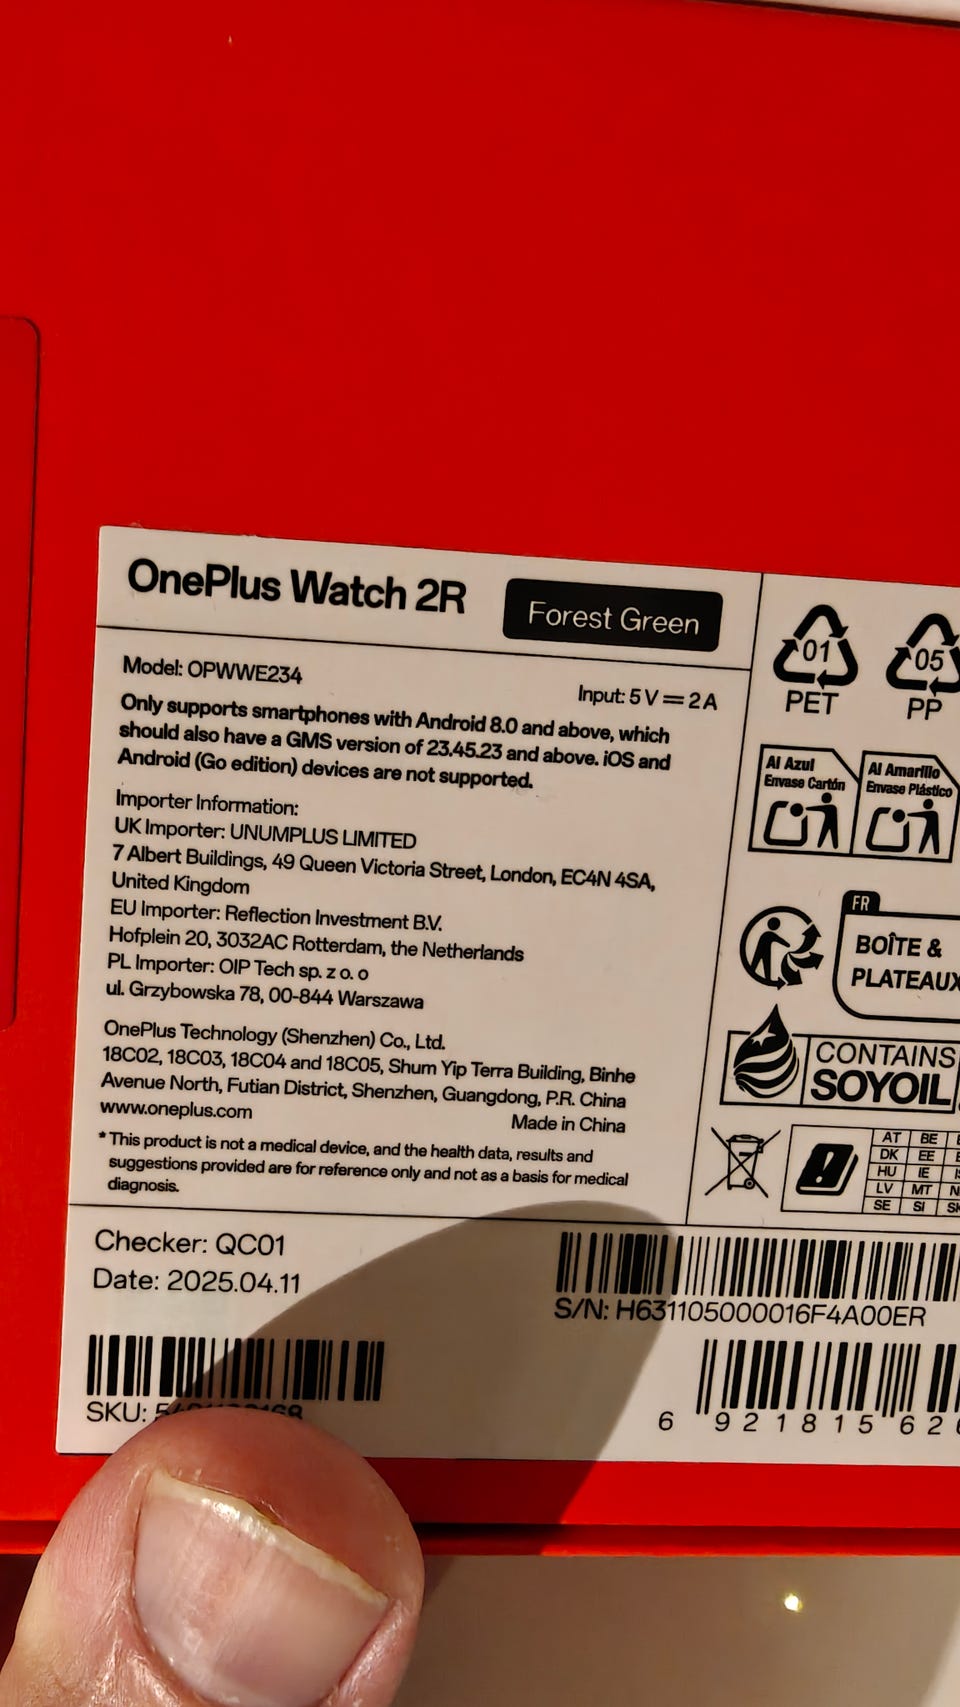 OnePlus Watch 2R
Forest Green
Model: OPWWE234
Input: 5 V ⎓ 2 A
Only supports smartphones with Android 8.0 and above, which
should also have a GMS version of 23.45.23 and above. iOS and
Android (Go edition) devices are not supported.
Importer Information:
UK Importer: UNUMPLUS LIMITED
7 Albert Buildings, 49 Queen Victoria Street, London, EC4N 4SA,
United Kingdom
EU Importer: Reflection Investment B.V.
Hofplein 20, 3032AC Rotterdam, the Netherlands
PL Importer: OIP Tech sp. z o. o
ul. Grzybowska 78, 00-844 Warszawa
OnePlus Technology (Shenzhen) Co., Ltd.
18C02, 18C03, 18C04 and 18C05, Shum Yip Terra Building, Binhe
Avenue North, Futian District, Shenzhen, Guangdong, P.R. China
www.oneplus.com
Made in China
* This product is not a medical device, and the health data, results and
suggestions provided are for reference only and not as a basis for medical
diagnosis.
01
PET
05
PP
Al Azul
Envase Cartón
Al Amarillo
Envase Plástico
FR
BOÎTE &
PLATEAUX
CONTAINS
SOYOIL
AT BE
DK EE
HU IE
LV MT
SE SI
Checker: QC01
Date: 2025.04.11
S/N: H631105000016F4A00ER
SKU:
6 921815 62